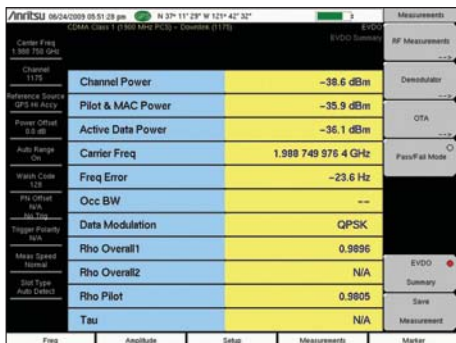 Anritsu 06/24/2009 05:51:28 pm N 37° 11' 29" W 121° 42' 32" Measurements
CDMA Class 1 (1900 MHz PCS) - Downlink (1175) EVDO
EVDO Summary
Center Freq
1.988 750 GHz
Channel
1175
Reference Source
GPS Hi Accy
Power Offset
0.0 dB
Auto Range
On
Walsh Code
128
PN Offset
N/A
No Trig
Trigger Polarity
N/A
Meas Speed
Normal
Slot Type
Auto Detect
Channel Power -38.6 dBm
Pilot & MAC Power -35.9 dBm
Active Data Power -36.1 dBm
Carrier Freq 1.988 749 976 4 GHz
Freq Error -23.6 Hz
Occ BW --
Data Modulation QPSK
Rho Overall1 0.9896
Rho Overall2 N/A
Rho Pilot 0.9805
Tau N/A
RF Measurements
-->
Demodulator
-->
OTA
-->
Pass/Fail Mode
EVDO
Summary
Save
Measurement
Freq Amplitude Setup Measurements Marker